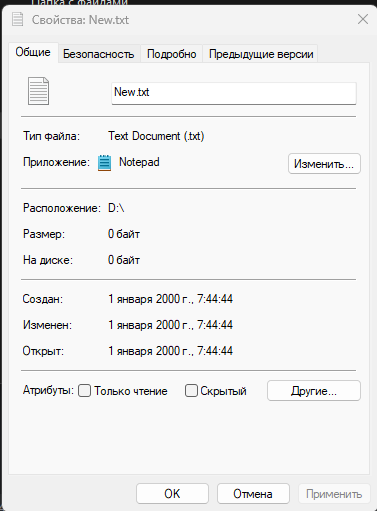 Папка с файлами
Свойства: New.txt
Общие Безопасность Подробно Предыдущие версии
New.txt
Тип файла: Text Document (.txt)
Приложение: Notepad Изменить...
Расположение: D:\
Размер: 0 байт
На диске: 0 байт
Создан: 1 января 2000 г., 7:44:44
Изменен: 1 января 2000 г., 7:44:44
Открыт: 1 января 2000 г., 7:44:44
Атрибуты: Только чтение Скрытый Другие...
OK Отмена Применить